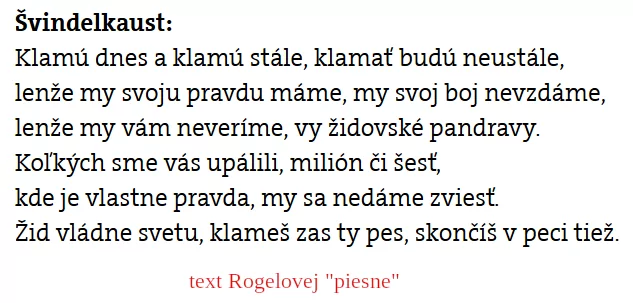 Švindelkaust:
Klamú dnes a klamú stále, klamať budú neustále,
lenže my svoju pravdu máme, my svoj boj nevzdáme,
lenže my vám neveríme, vy židovské pandravy.
Koľkých sme vás upálili, milión či šesť,
kde je vlastne pravda, my sa nedáme zviesť.
Žid vládne svetu, klameš zas ty pes, skončíš v peci tiež.
text Rogelovej "piesne"